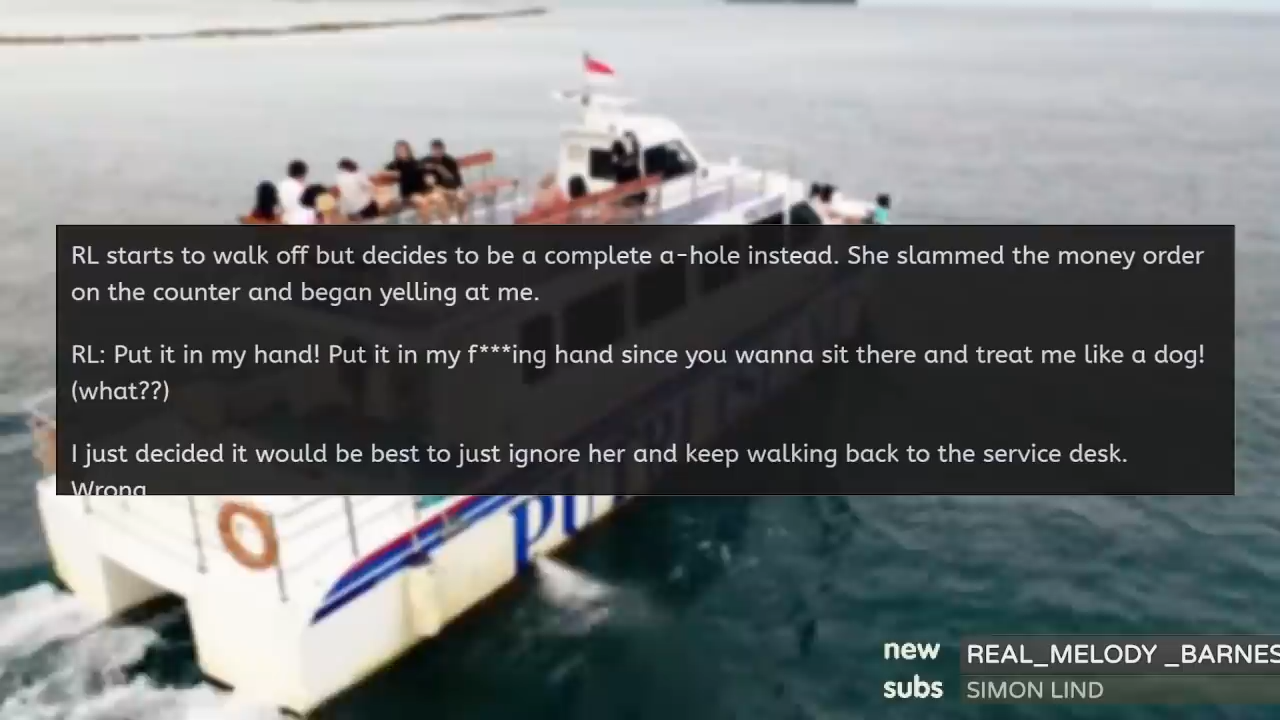 RL starts to walk off but decides to be a complete a-hole instead. She slammed the money order
on the counter and began yelling at me.
RL: Put it in my hand! Put it in my f***ing hand since you wanna sit there and treat me like a dog!
(what??)
I just decided it would be best to just ignore her and keep walking back to the service desk.
Wrong
new REAL_MELODY _BARNES
subs SIMON LIND